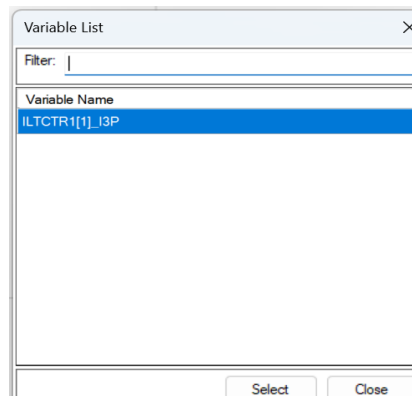 Variable List
Filter:
Variable Name
ILTCTR1[1]_I3P
Select Close